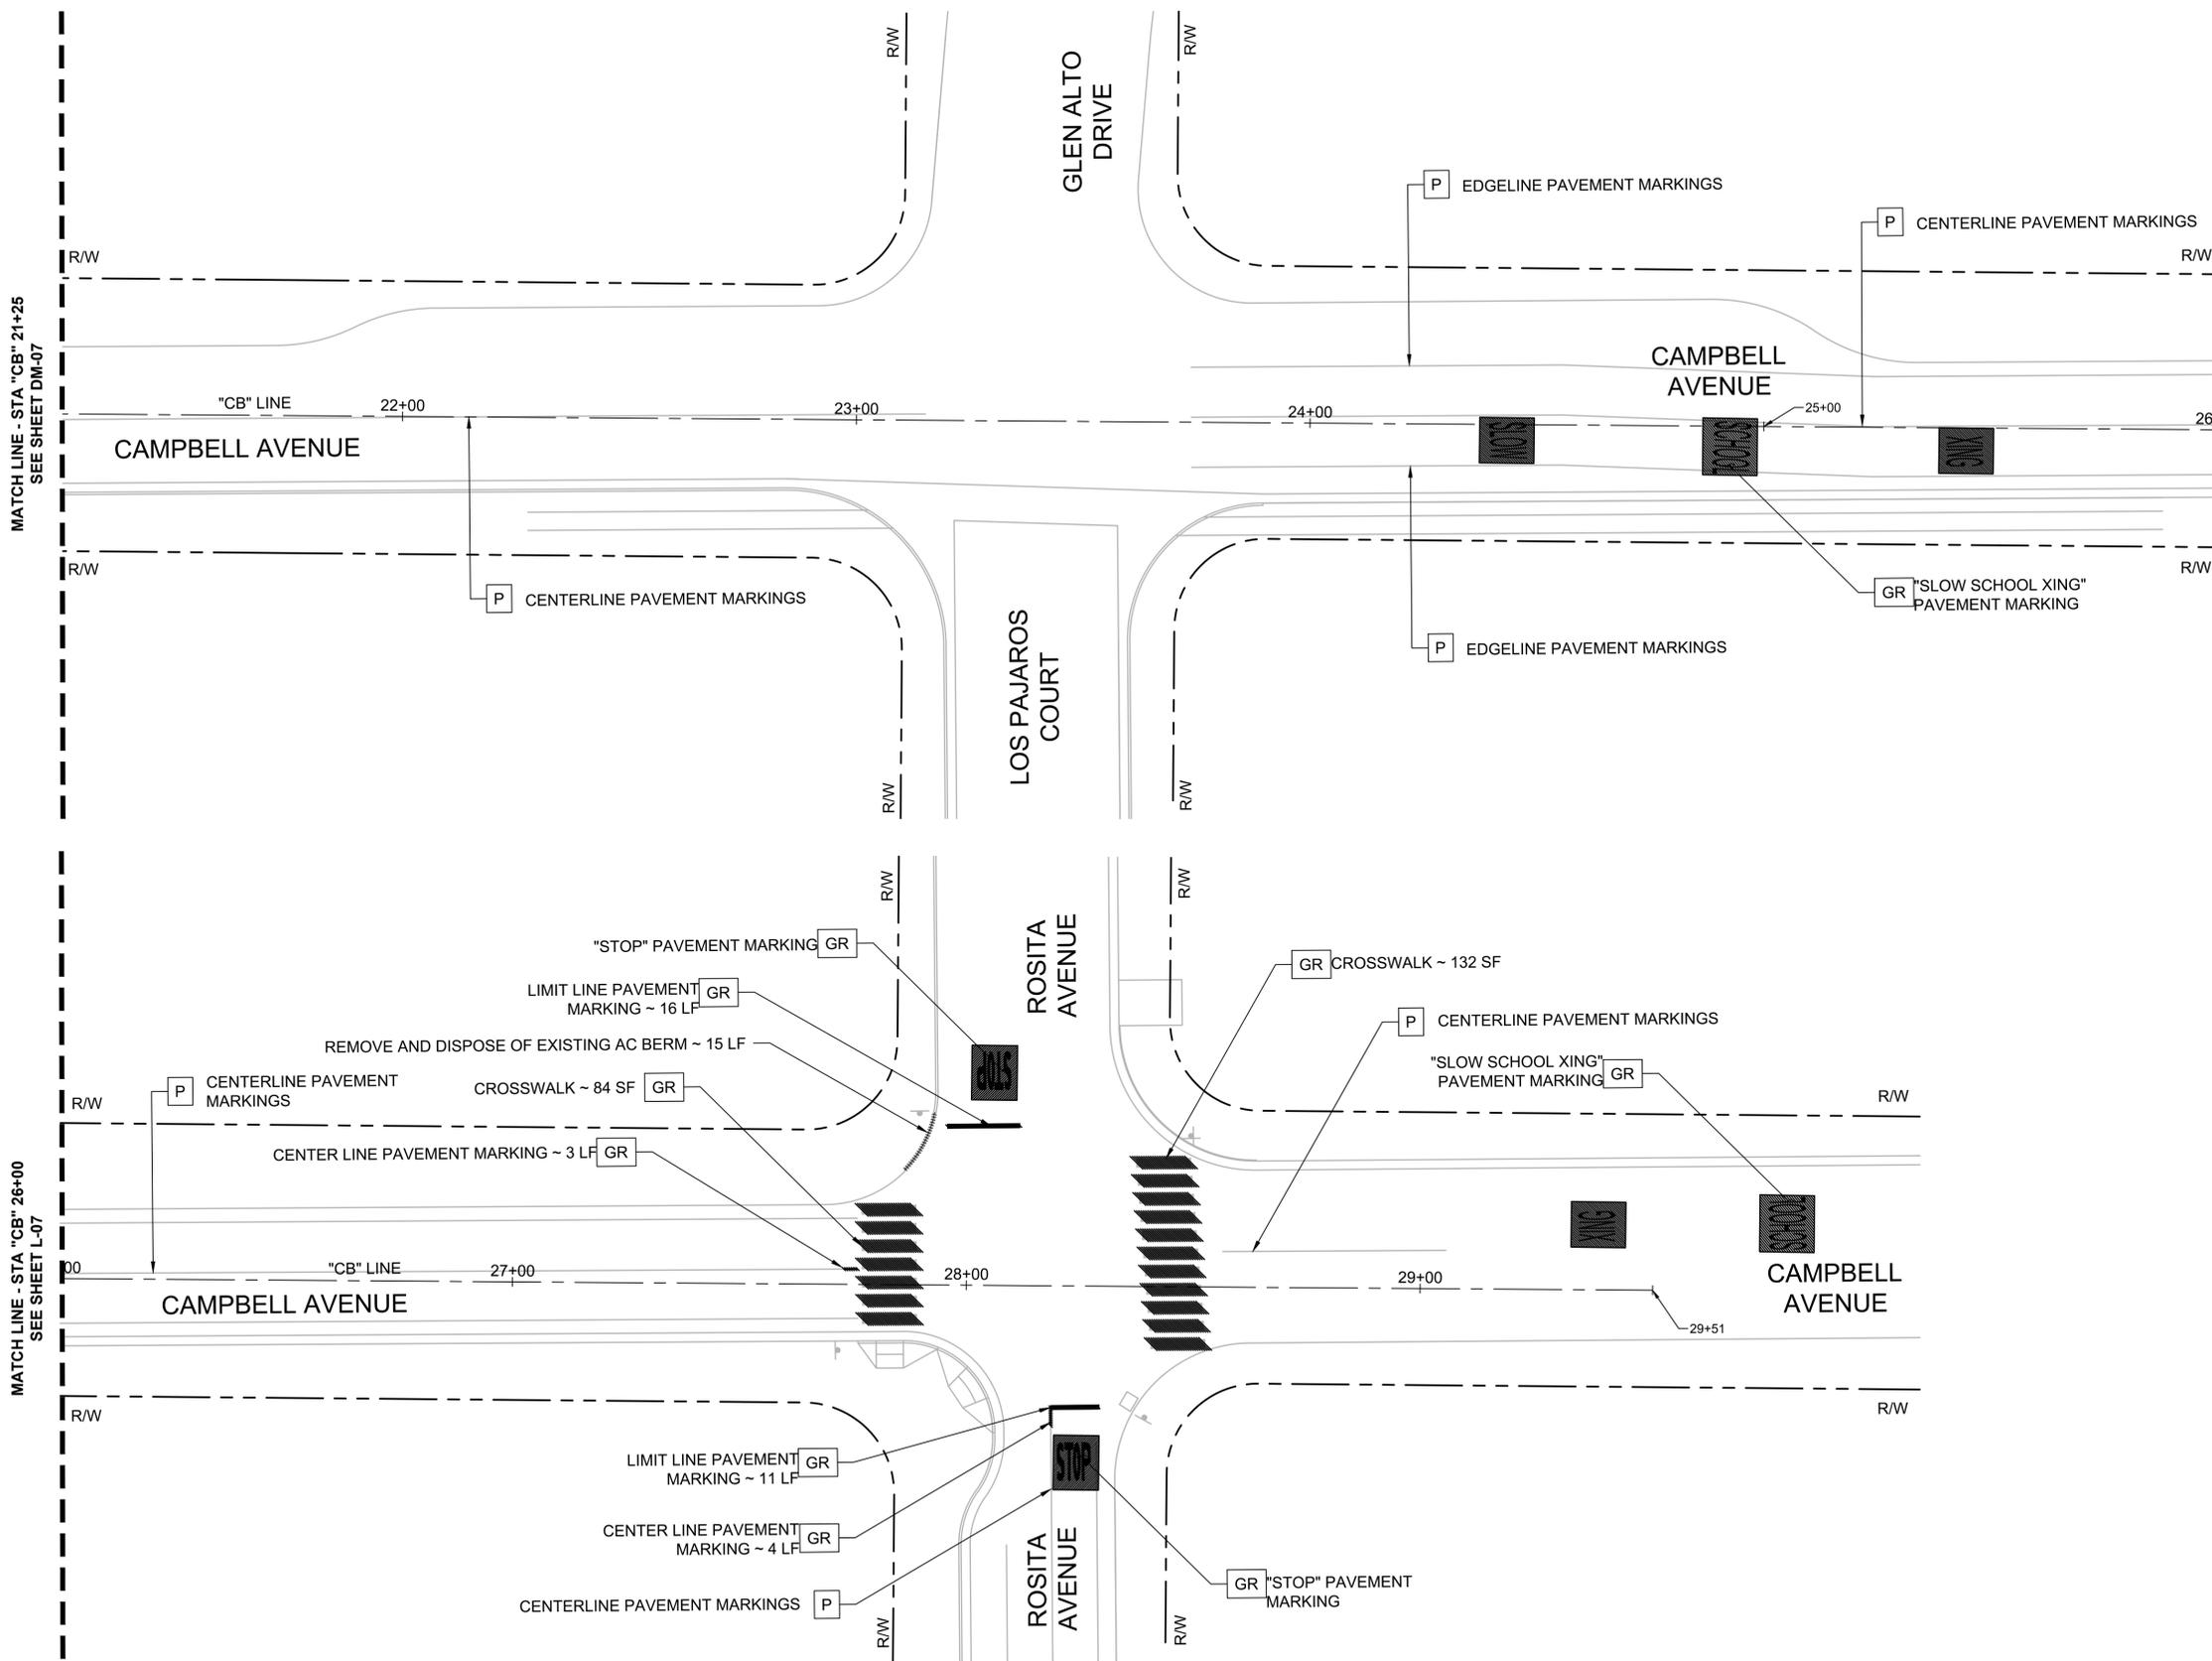 R/W
R/W
GLEN ALTO
DRIVE
P EDGELINE PAVEMENT MARKINGS
P CENTERLINE PAVEMENT MARKINGS
R/W
R/W
MATCH LINE - STA "CB" 21+25
SEE SHEET DM-07
CAMPBELL
AVENUE
"CB" LINE
22+00
23+00
24+00
25+00
26
CAMPBELL AVENUE
SLOW
SCHOOL
XING
R/W
R/W
P CENTERLINE PAVEMENT MARKINGS
GR "SLOW SCHOOL XING"
PAVEMENT MARKING
P EDGELINE PAVEMENT MARKINGS
LOS PAJAROS
COURT
R/W
R/W
R/W
R/W
ROSITA
AVENUE
"STOP" PAVEMENT MARKING GR
GR CROSSWALK ~ 132 SF
LIMIT LINE PAVEMENT GR
MARKING ~ 16 LF
P CENTERLINE PAVEMENT MARKINGS
REMOVE AND DISPOSE OF EXISTING AC BERM ~ 15 LF
STOP
"SLOW SCHOOL XING" GR
PAVEMENT MARKING
P CENTERLINE PAVEMENT
MARKINGS
CROSSWALK ~ 84 SF GR
R/W
R/W
CENTER LINE PAVEMENT MARKING ~ 3 LF GR
MATCH LINE - STA "CB" 26+00
SEE SHEET L-07
XING
SCHOOL
00
"CB" LINE
27+00
28+00
29+00
CAMPBELL
AVENUE
CAMPBELL AVENUE
29+51
R/W
R/W
LIMIT LINE PAVEMENT GR
MARKING ~ 11 LF
STOP
CENTER LINE PAVEMENT GR
MARKING ~ 4 LF
ROSITA
AVENUE
GR "STOP" PAVEMENT
MARKING
CENTERLINE PAVEMENT MARKINGS P
R/W
R/W